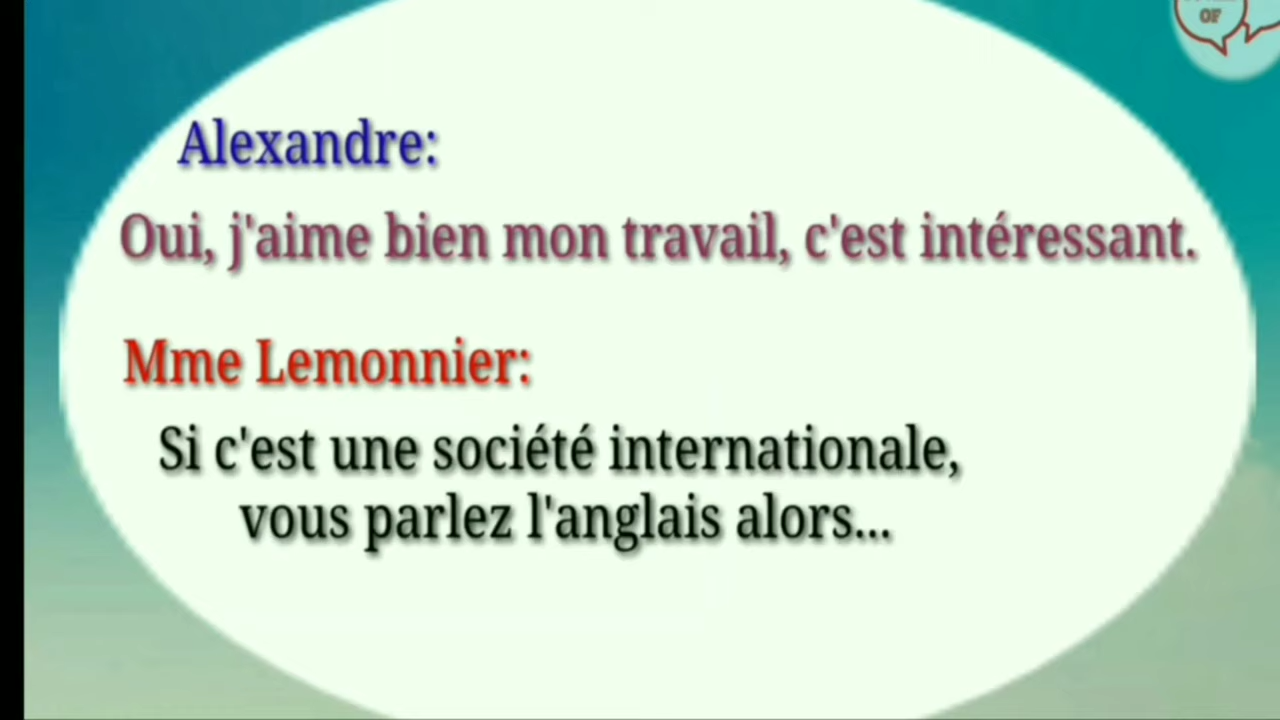 OF
Alexandre:
Oui, j'aime bien mon travail, c'est intéressant.
Mme Lemonnier:
Si c'est une société internationale,
vous parlez l'anglais alors...